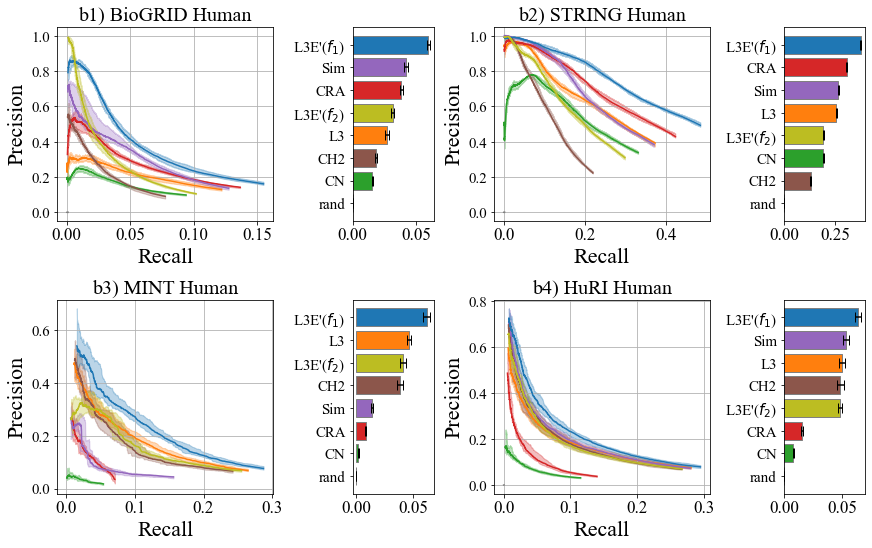 b1) BioGRID Human
Precision
1.0
0.8
0.6
0.4
0.2
0.0
0.00
0.05
0.10
0.15
Recall
L3E'(f1)
Sim
CRA
L3E'(f2)
L3
CH2
CN
rand
0.00
0.05
b2) STRING Human
Precision
1.0
0.8
0.6
0.4
0.2
0.0
0.0
0.2
0.4
Recall
L3E'(f1)
CRA
Sim
L3
L3E'(f2)
CN
CH2
rand
0.00
0.25
b3) MINT Human
Precision
0.6
0.4
0.2
0.0
0.0
0.1
0.2
0.3
Recall
L3E'(f1)
L3
L3E'(f2)
CH2
Sim
CRA
CN
rand
0.00
0.05
b4) HuRI Human
Precision
0.8
0.6
0.4
0.2
0.0
0.0
0.1
0.2
0.3
Recall
L3E'(f1)
Sim
L3
CH2
L3E'(f2)
CRA
CN
rand
0.00
0.05